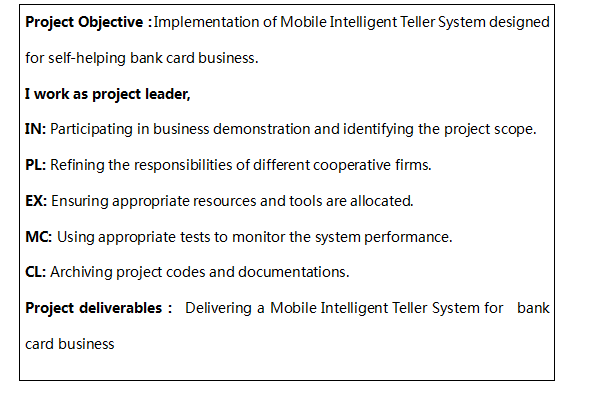 Project Objective :Implementation of Mobile Intelligent Teller System designed
for self-helping bank card business.
I work as project leader,
IN: Participating in business demonstration and identifying the project scope.
PL: Refining the responsibilities of different cooperative firms.
EX: Ensuring appropriate resources and tools are allocated.
MC: Using appropriate tests to monitor the system performance.
CL: Archiving project codes and documentations.
Project deliverables : Delivering a Mobile Intelligent Teller System for bank
card business